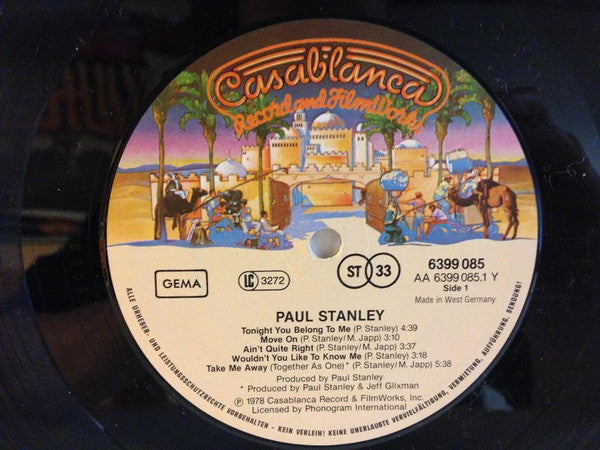 Casablanca
Record and FilmWorks
GEMA
LC 3272
ST 33
6399 085
AA 6399 085.1 Y
Side 1
Made in West Germany
PAUL STANLEY
Tonight You Belong To Me (P. Stanley) 4:39
Move On (P. Stanley/M. Japp) 3:10
Ain't Quite Right (P. Stanley/M. Japp) 3:37
Wouldn't You Like To Know Me (P. Stanley) 3:18
Take Me Away (Together As One)* (P. Stanley/M. Japp) 5:38
Produced by Paul Stanley
* Produced by Paul Stanley & Jeff Glixman
Ⓟ 1978 Casablanca Record & FilmWorks, Inc.
Licensed by Phonogram International
ALLE URHEBER- UND LEISTUNGSSCHUTZRECHTE VORBEHALTEN - KEIN VERLEIH! KEINE UNERLAUBTE VERVIELFÄLTIGUNG, VERMIETUNG, AUFFÜHRUNG, SENDUNG!